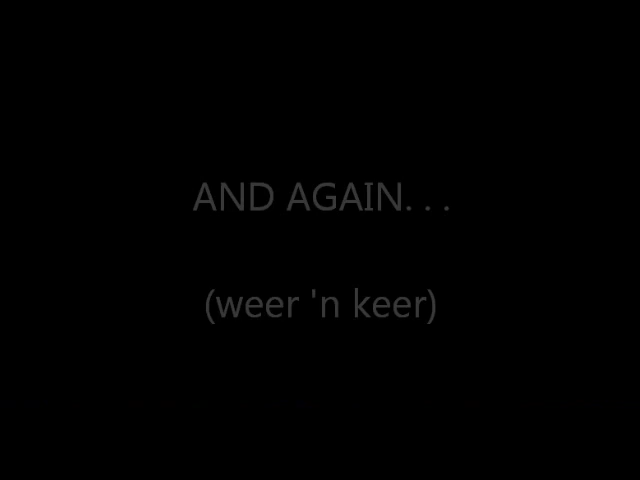 AND AGAIN. . .
(weer 'n keer)